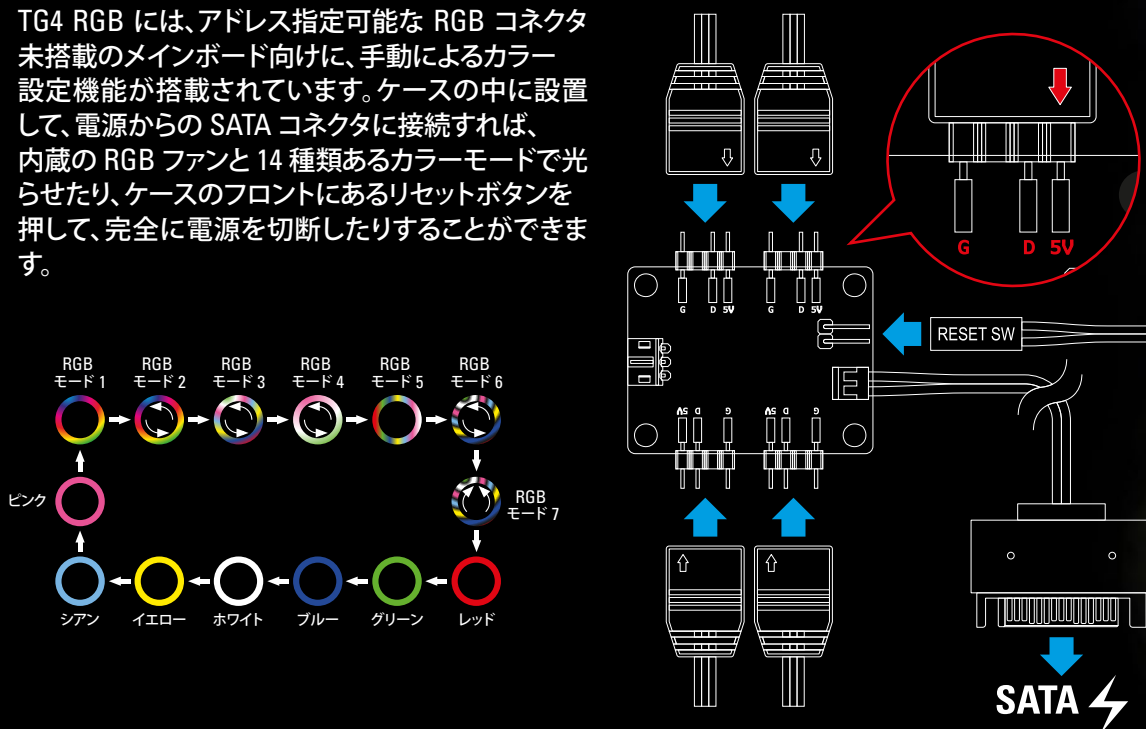 TG4 RGB には、アドレス指定可能な RGB コネクタ
未搭載のメインボード向けに、手動によるカラー
設定機能が搭載されています。ケースの中に設置
して、電源からの SATA コネクタに接続すれば、
内蔵の RGB ファンと 14 種類あるカラーモードで光
らせたり、ケースのフロントにあるリセットボタンを
押して、完全に電源を切断したりすることができま
す。
RGB
モード 1
RGB
モード 2
RGB
モード 3
RGB
モード 4
RGB
モード 5
RGB
モード 6
RGB
モード 7
レッド
グリーン
ブルー
ホワイト
イエロー
シアン
ピンク
G D 5V
G D 5V
G D 5V
RESET SW
5V D G
5V D G
SATA